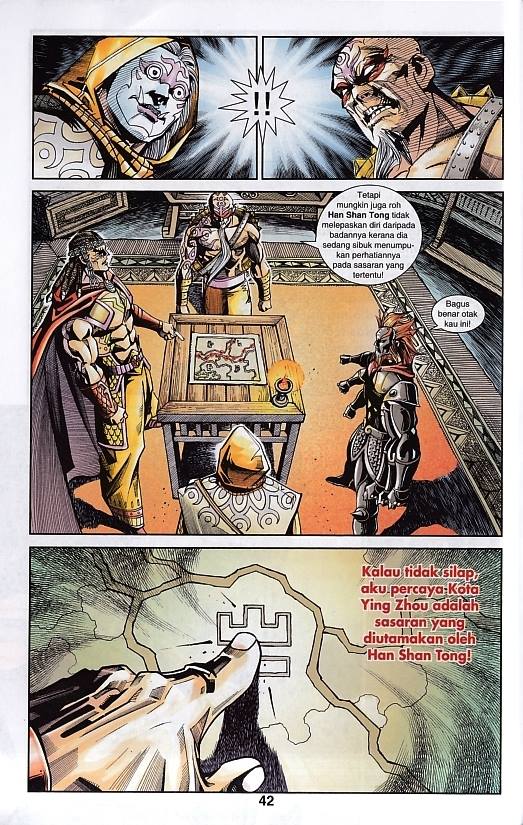 !!
Tetapi
mungkin juga roh
Han Shan Tong tidak
melepaskan diri daripada
badannya kerana dia
sedang sibuk menumpu-
kan perhatiannya
pada sasaran yang
tertentu!
Bagus
benar otak
kau ini!
Kalau tidak silap,
aku percaya Kota
Ying Zhou adalah
sasaran yang
diutamakan oleh
Han Shan Tong!
42